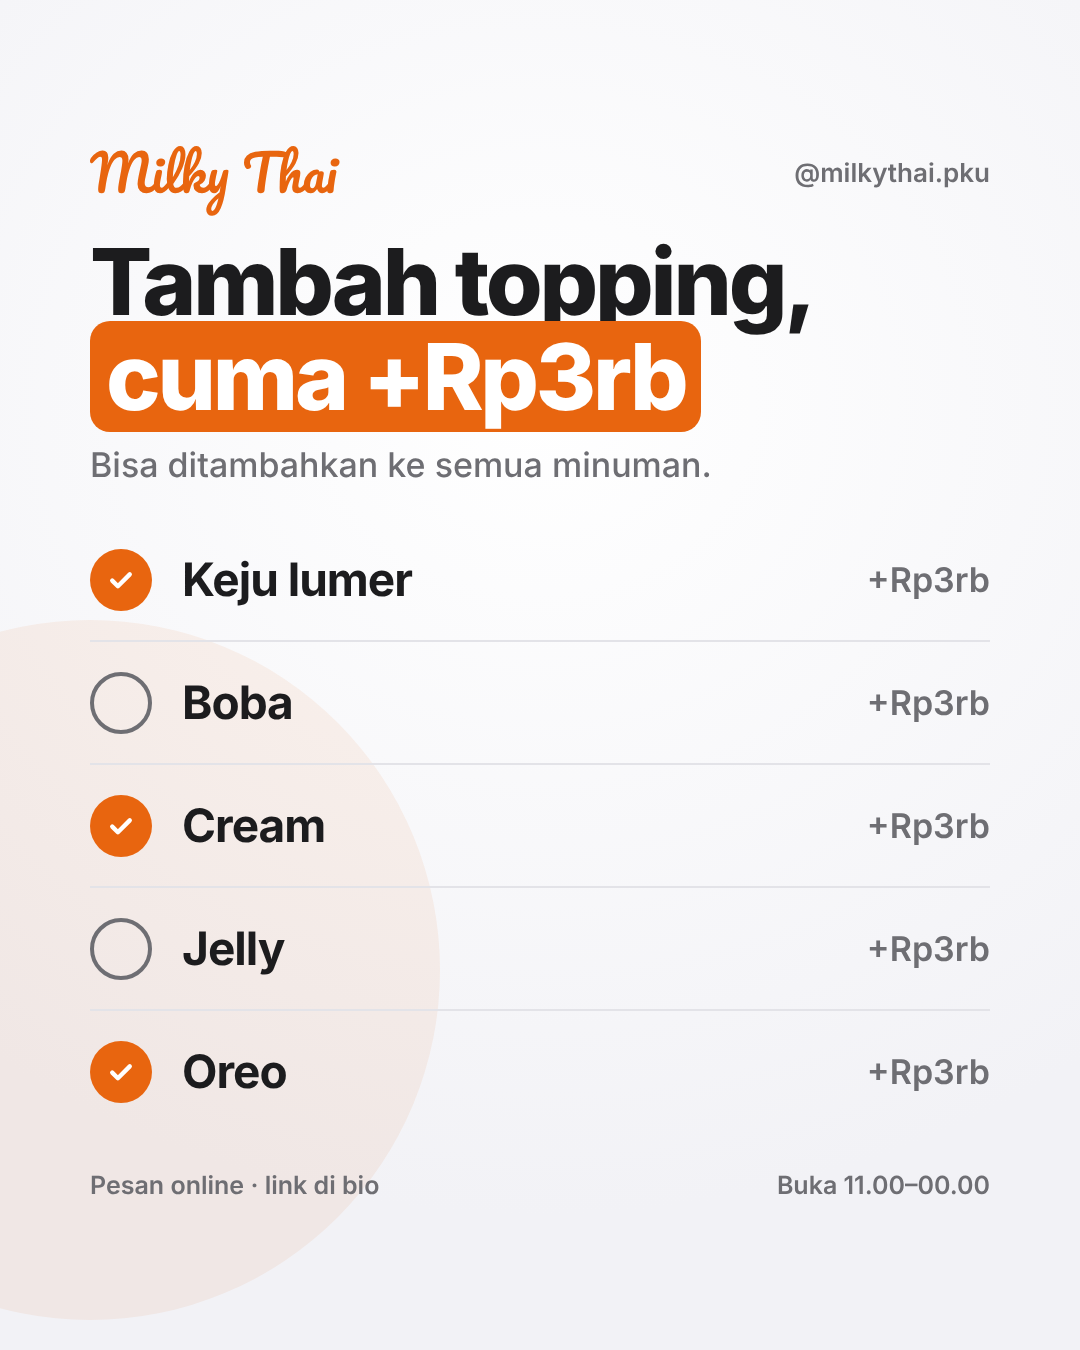 Milky Thai
@milkythai.pku
Tambah topping,
cuma +Rp3rb
Bisa ditambahkan ke semua minuman.
Keju lumer +Rp3rb
Boba +Rp3rb
Cream +Rp3rb
Jelly +Rp3rb
Oreo +Rp3rb
Pesan online · link di bio
Buka 11.00–00.00